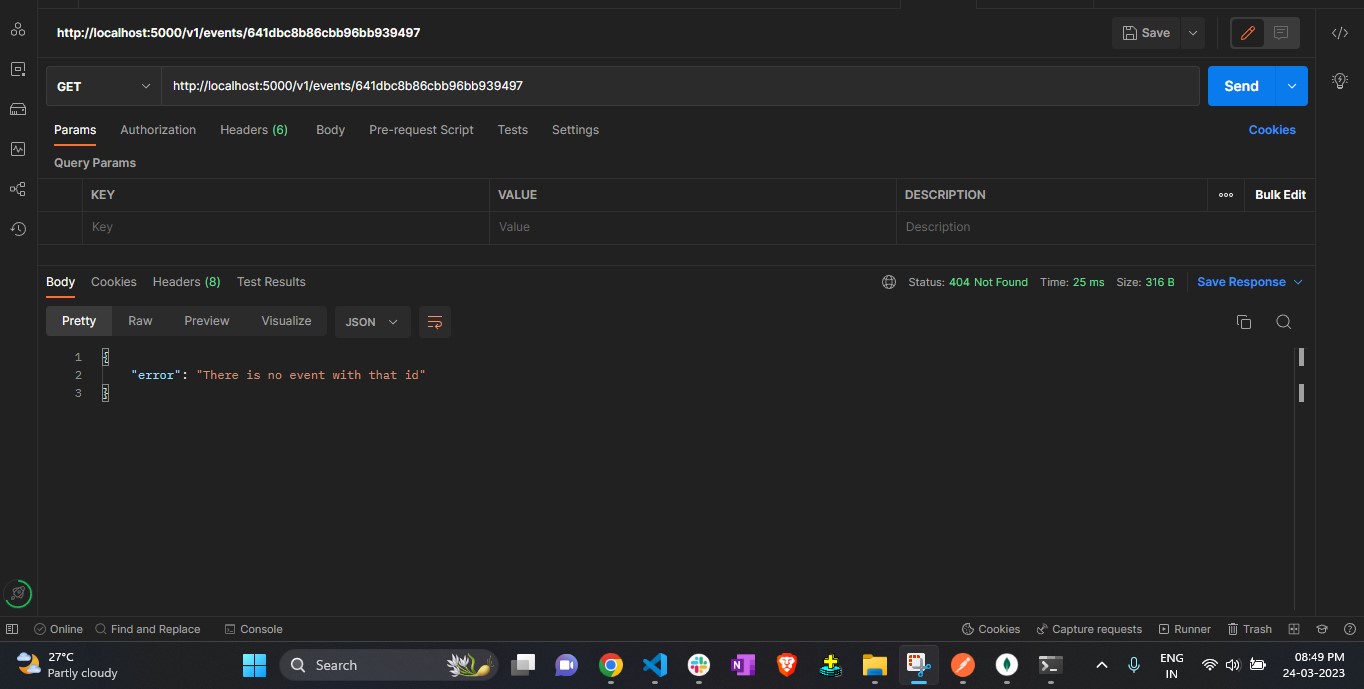 http://localhost:5000/v1/events/641dbc8b86cbb96bb939497
Save
GET http://localhost:5000/v1/events/641dbc8b86cbb96bb939497 Send
Params Authorization Headers (6) Body Pre-request Script Tests Settings Cookies
Query Params
KEY VALUE DESCRIPTION ooo Bulk Edit
Key Value Description
Body Cookies Headers (8) Test Results Status: 404 Not Found Time: 25 ms Size: 316 B Save Response
Pretty Raw Preview Visualize JSON
1 {
2 "error": "There is no event with that id"
3 }
Online Find and Replace Console Cookies Capture requests Runner Trash
27°C
Partly cloudy
Search
N
ENG
IN
08:49 PM
24-03-2023